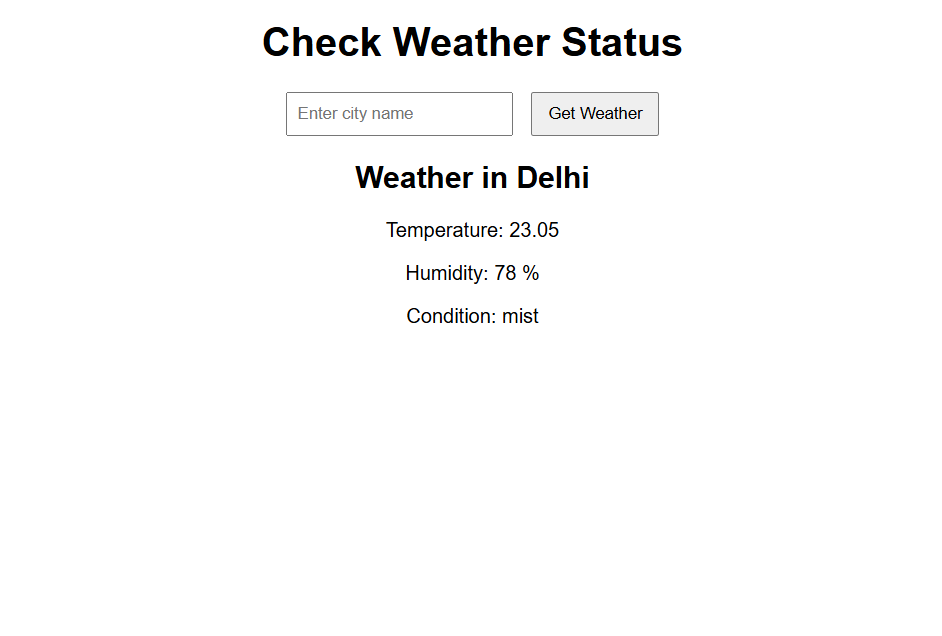 Check Weather Status
Enter city name Get Weather
Weather in Delhi
Temperature: 23.05
Humidity: 78 %
Condition: mist